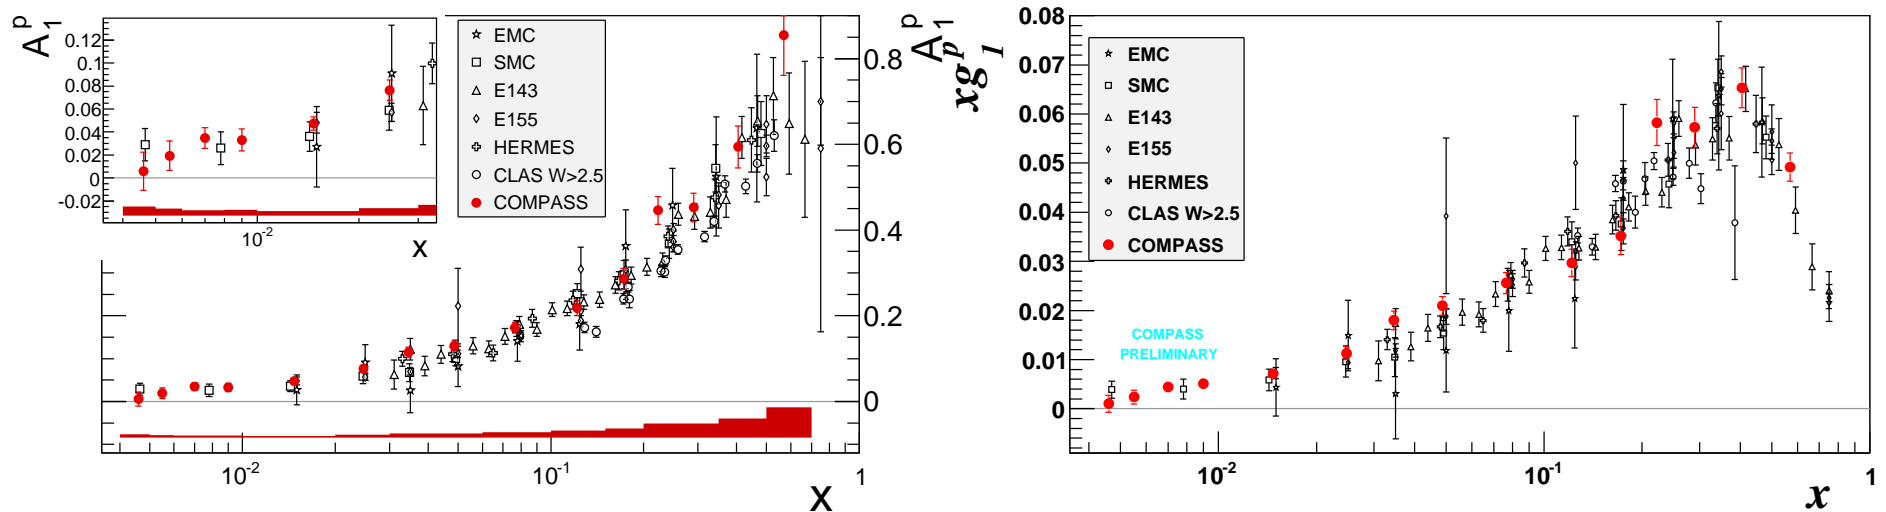 A₁ᵖ
0.12
0.1
0.08
0.06
0.04
0.02
0
-0.02
10⁻²
x
EMC
SMC
E143
E155
HERMES
CLAS W>2.5
COMPASS
A₁ᵖ
0.8
0.6
0.4
0.2
0
10⁻²
10⁻¹
1
x
xg₁ᵖ
0.08
0.07
0.06
0.05
0.04
0.03
0.02
0.01
0
EMC
SMC
E143
E155
HERMES
CLAS W>2.5
COMPASS
COMPASS
PRELIMINARY
10⁻²
10⁻¹
1
x